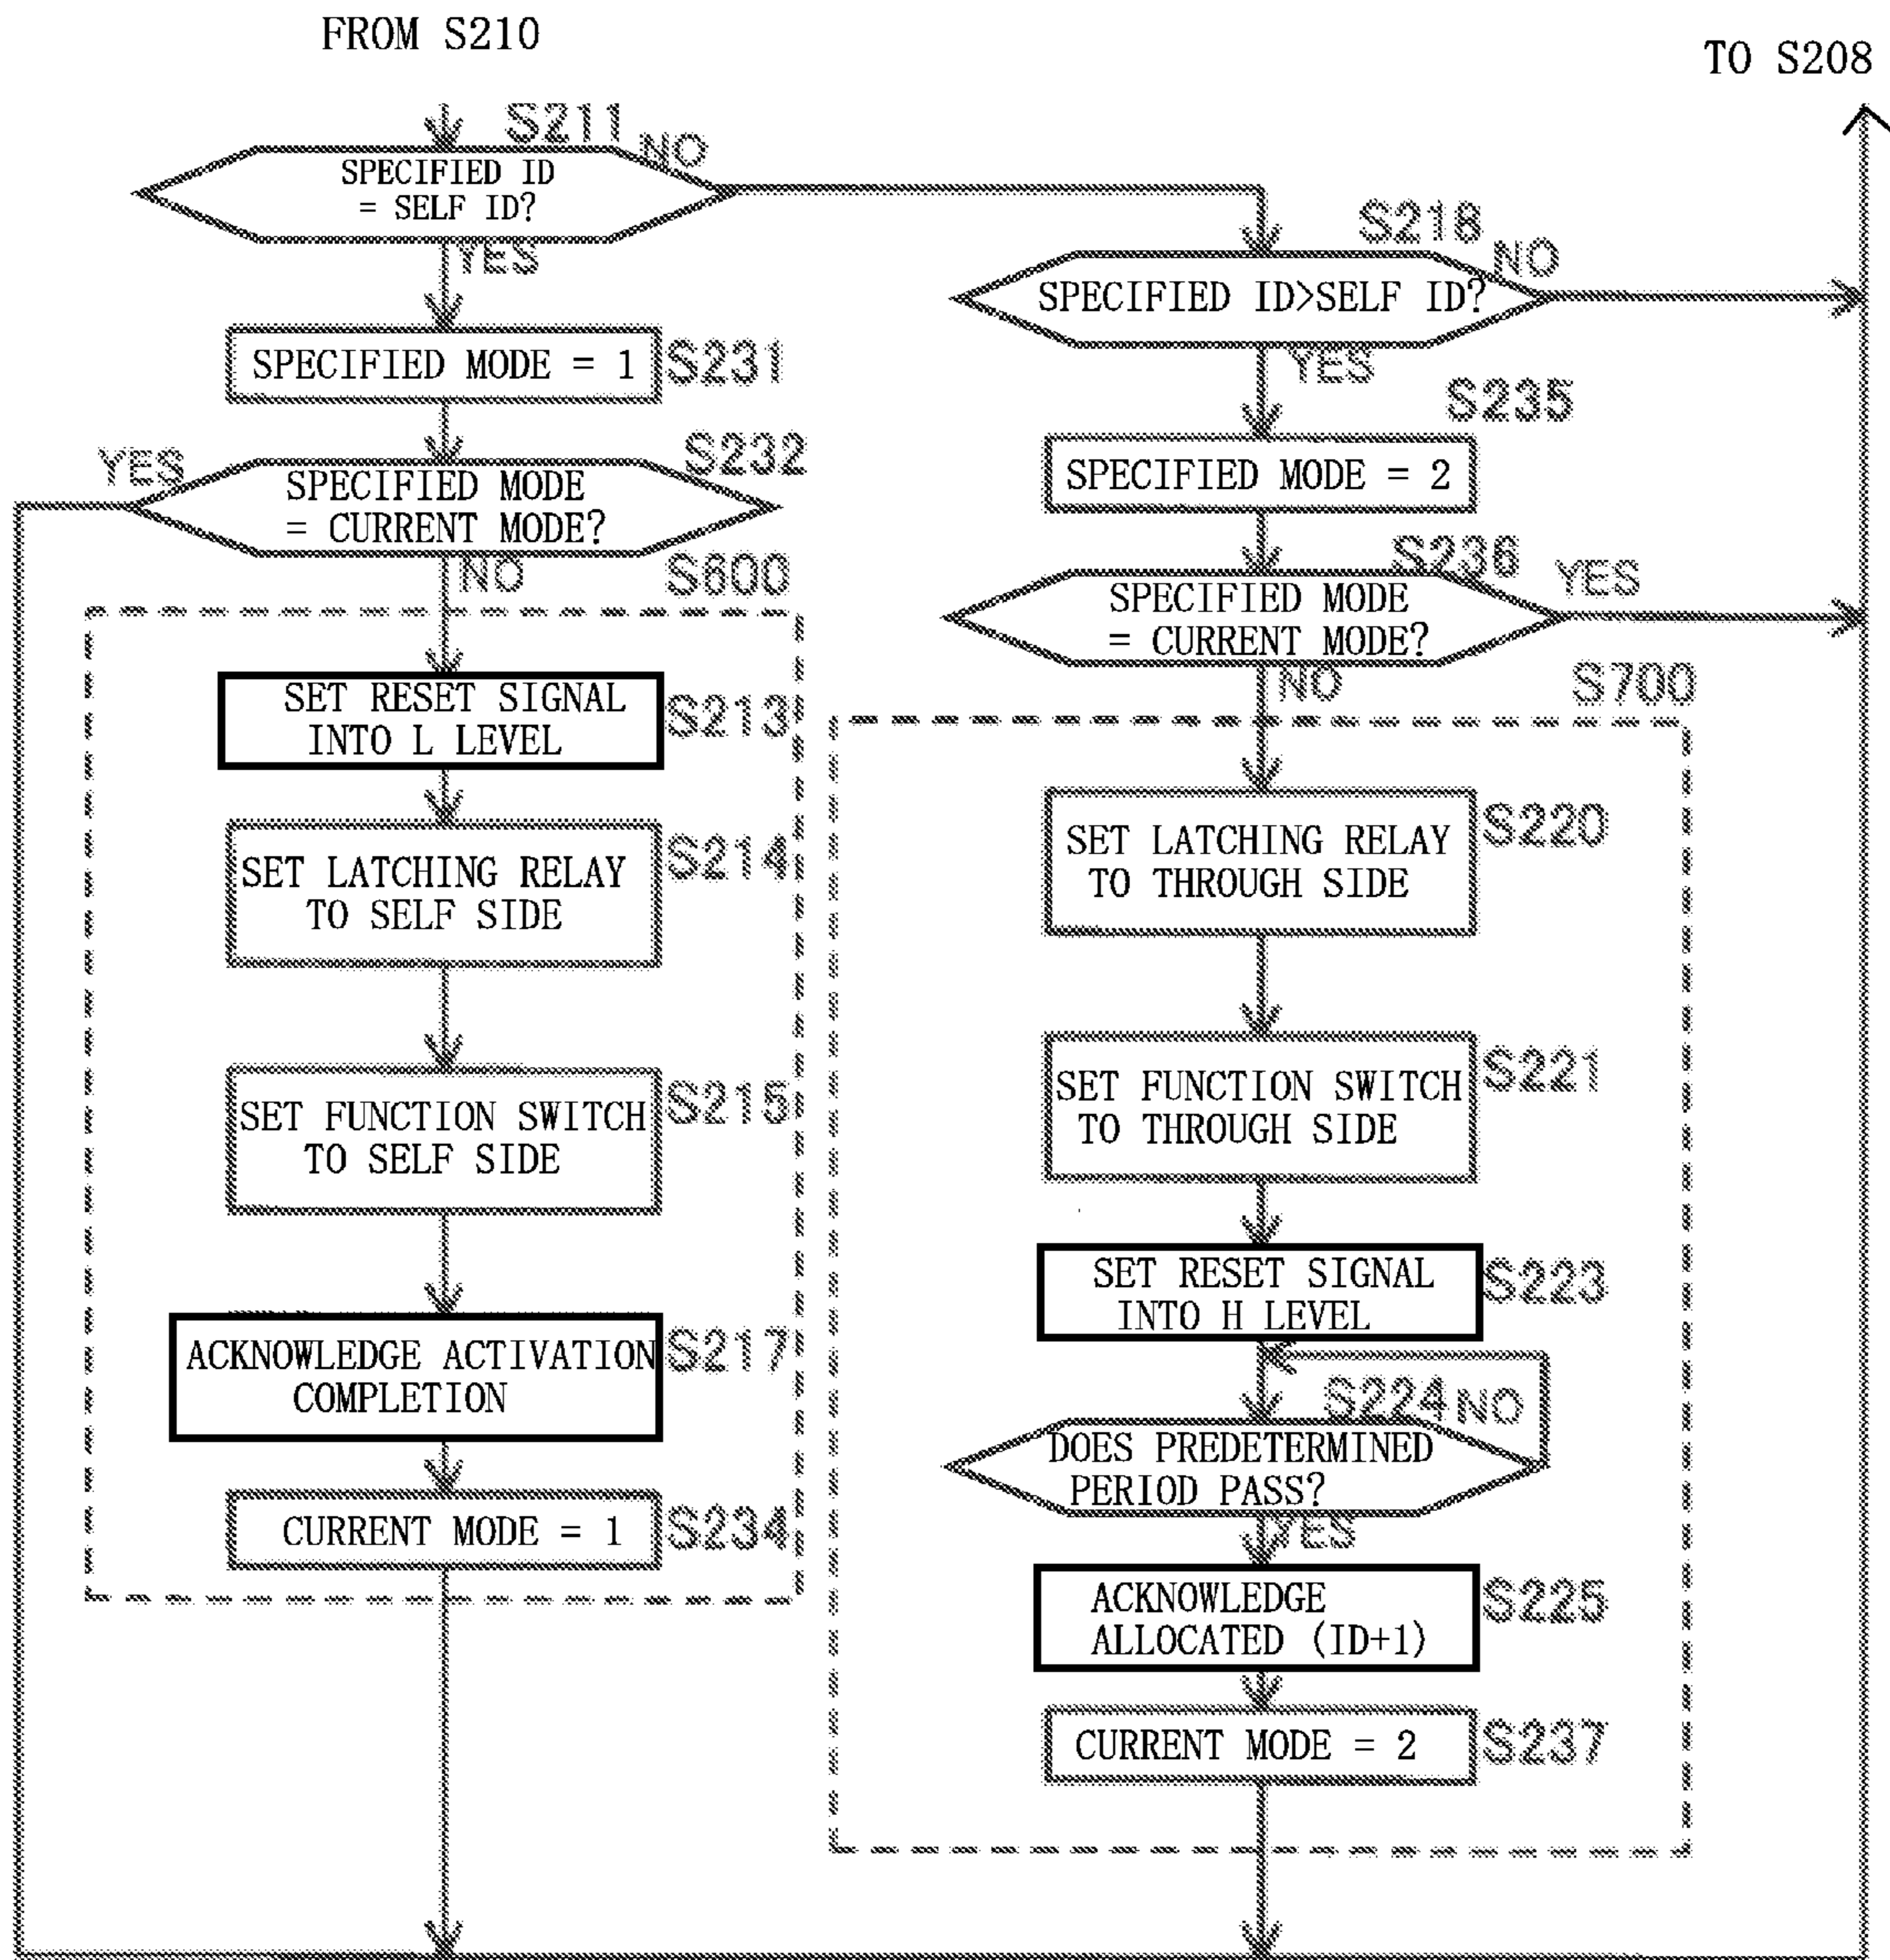 FROM S210
TO S208
S211
NO
SPECIFIED ID
= SELF ID?
YES
SPECIFIED MODE = 1
S231
S232
YES
SPECIFIED MODE
= CURRENT MODE?
NO
S600
SET RESET SIGNAL
INTO L LEVEL
S213
SET LATCHING RELAY
TO SELF SIDE
S214
SET FUNCTION SWITCH
TO SELF SIDE
S215
ACKNOWLEDGE ACTIVATION
COMPLETION
S217
CURRENT MODE = 1
S234
S218
NO
SPECIFIED ID>SELF ID?
YES
S235
SPECIFIED MODE = 2
S236
YES
SPECIFIED MODE
= CURRENT MODE?
NO
S700
SET LATCHING RELAY
TO THROUGH SIDE
S220
SET FUNCTION SWITCH
TO THROUGH SIDE
S221
SET RESET SIGNAL
INTO H LEVEL
S223
S224
NO
DOES PREDETERMINED
PERIOD PASS?
YES
ACKNOWLEDGE
ALLOCATED (ID+1)
S225
CURRENT MODE = 2
S237